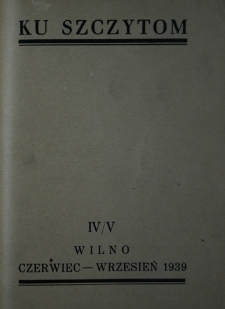 KU SZCZYTOM
IV/V
WILNO
CZERWIEC — WRZESIEŃ 1939